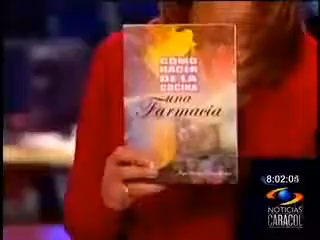 COMO
HACER
DE LA
COCINA
una
Farmacia
8:02:04
NOTICIAS
CARACOL